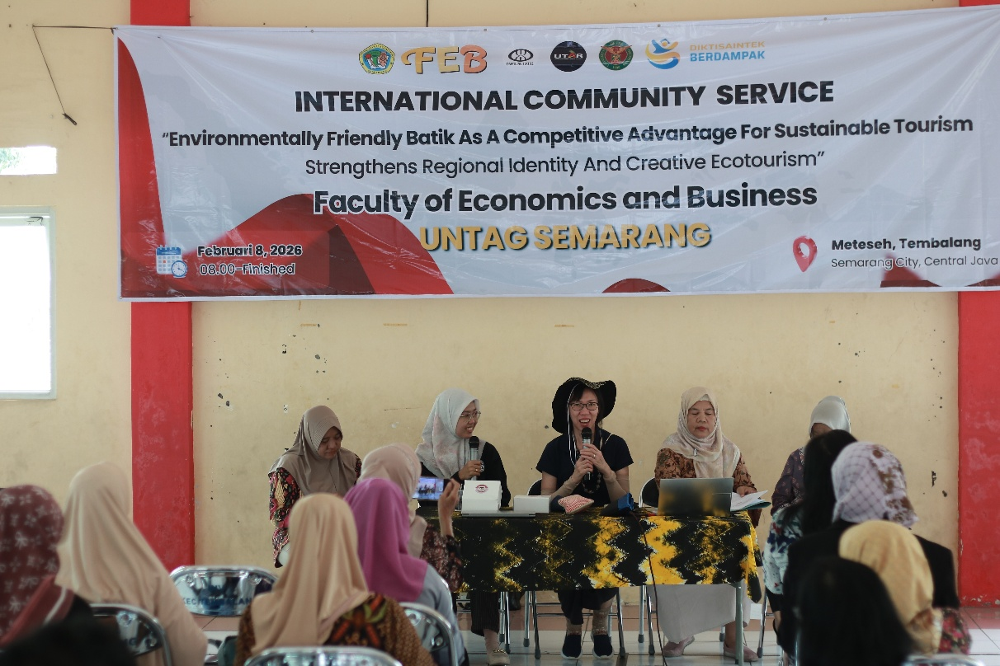 FEB
UTAR
DIKTISAINTEK
BERDAMPAK
INTERNATIONAL COMMUNITY SERVICE
“Environmentally Friendly Batik As A Competitive Advantage For Sustainable Tourism
Strengthens Regional Identity And Creative Ecotourism”
Faculty of Economics and Business
UNTAG SEMARANG
Februari 8, 2026
08.00-Finished
Meteseh, Tembalang
Semarang City, Central Java